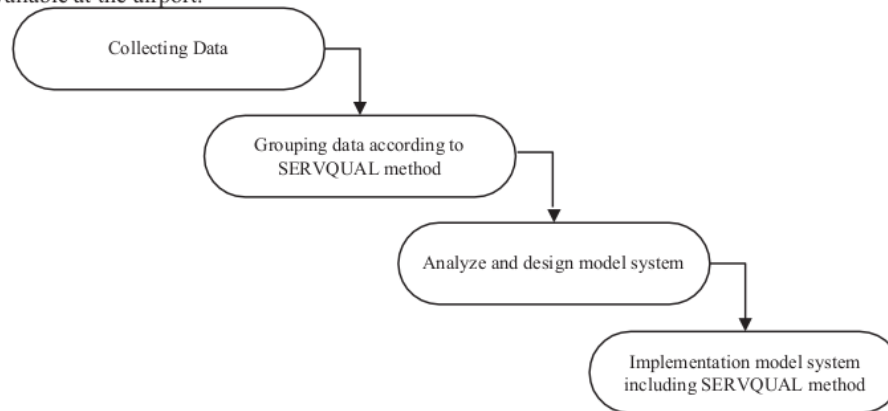 at the airport.
Collecting Data
Grouping data according to
SERVQUAL method
Analyze and design model system
Implementation model system
including SERVQUAL method